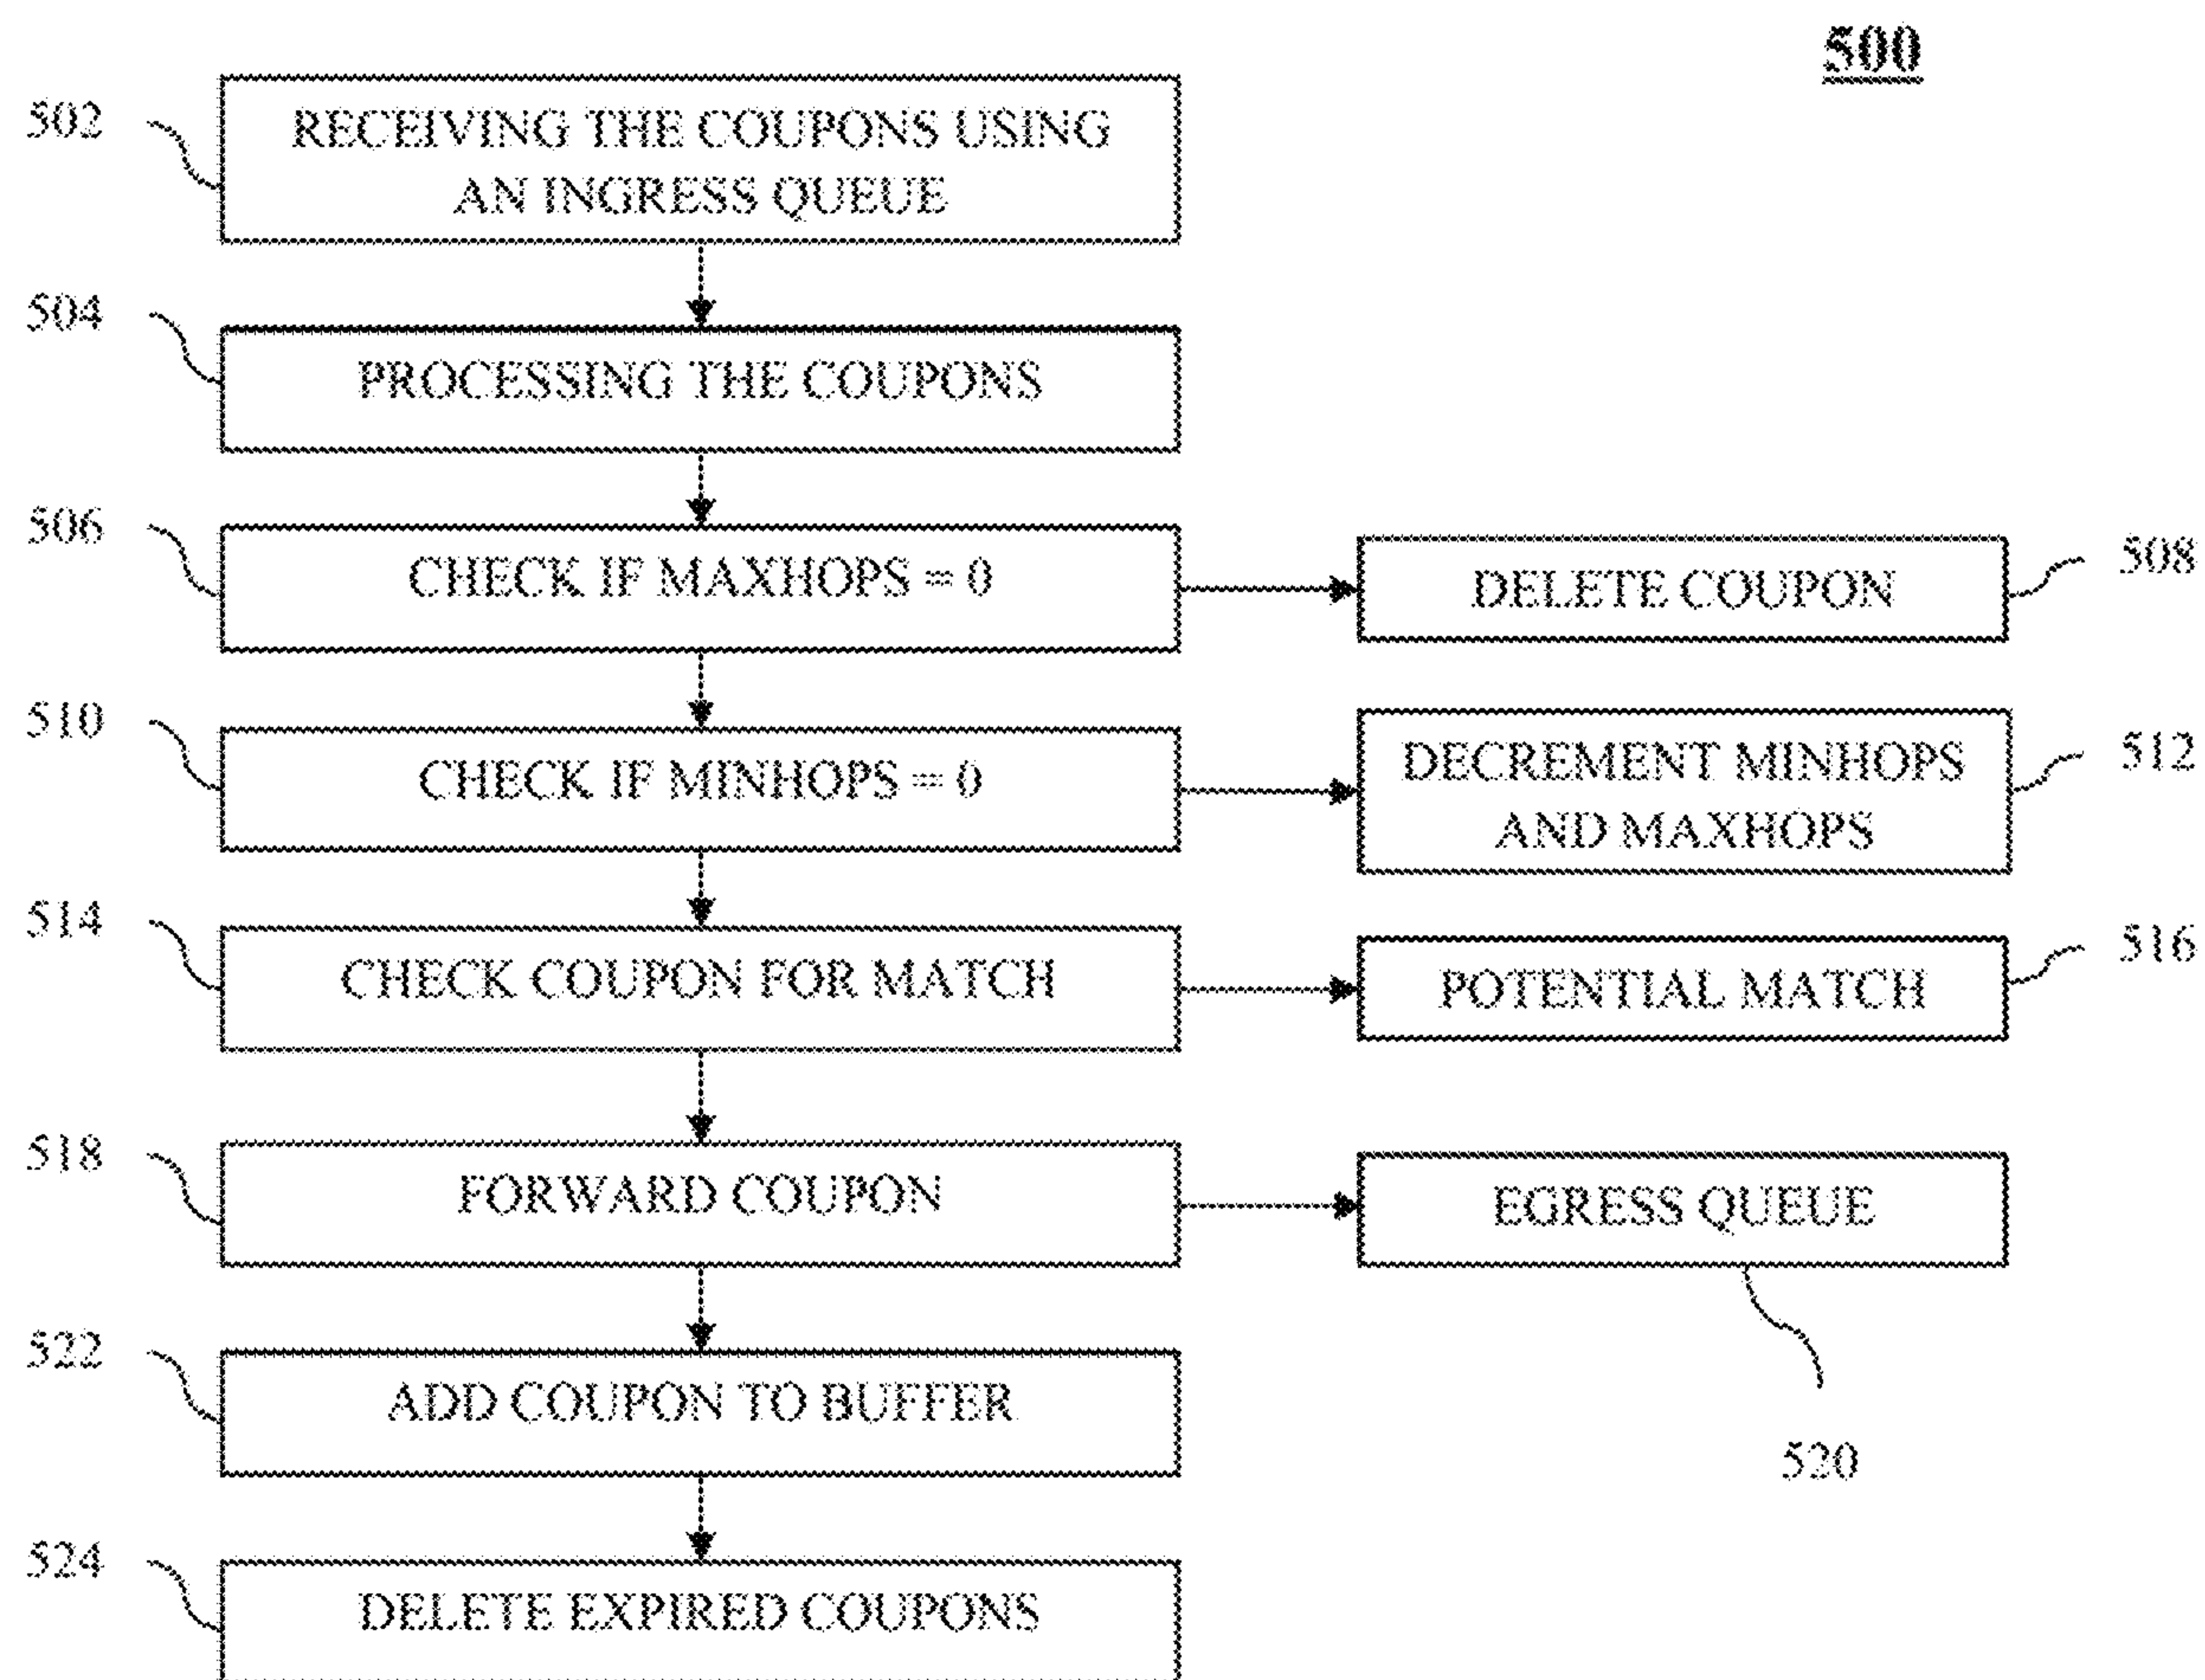 500
502
RECEIVING THE COUPONS USING
AN INGRESS QUEUE
504
PROCESSING THE COUPONS
506
CHECK IF MAXHOPS = 0
DELETE COUPON
508
510
CHECK IF MINHOPS = 0
DECREMENT MINHOPS
AND MAXHOPS
512
514
CHECK COUPON FOR MATCH
POTENTIAL MATCH
516
518
FORWARD COUPON
EGRESS QUEUE
520
522
ADD COUPON TO BUFFER
524
DELETE EXPIRED COUPONS